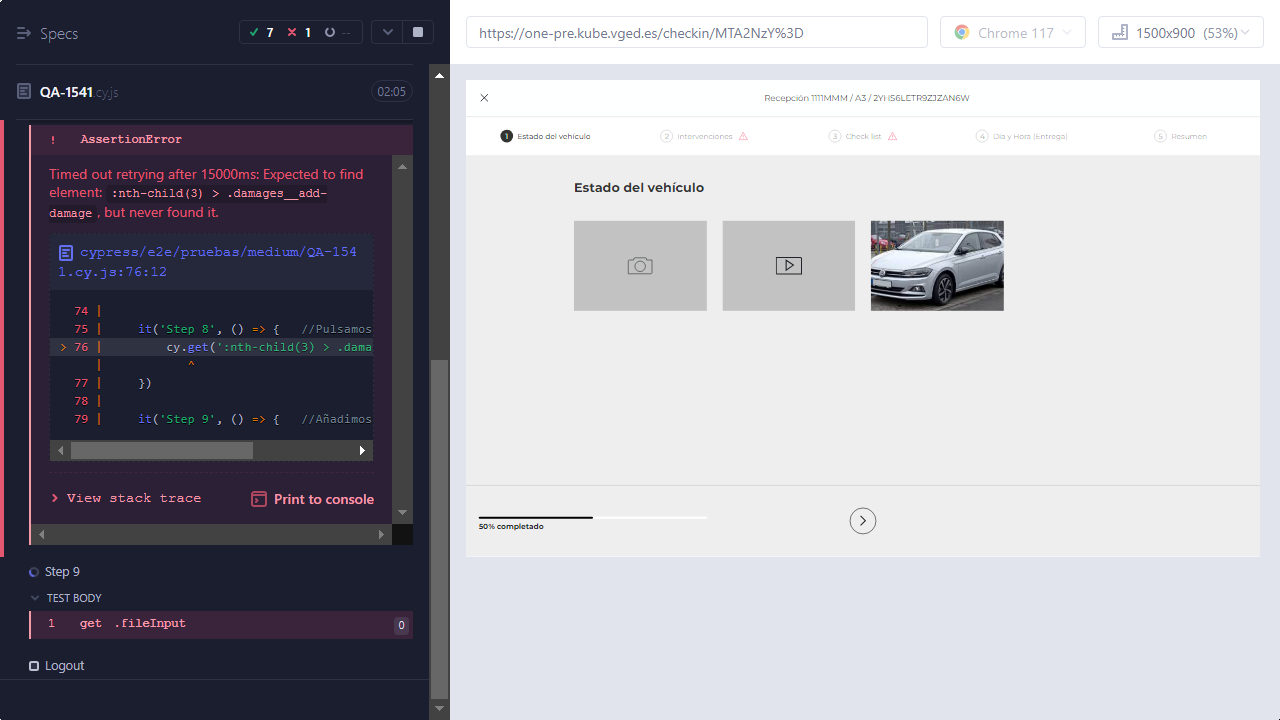 Specs
7
1
--
QA-1541.cy.js
02:05
! AssertionError
Timed out retrying after 15000ms: Expected to find
element: :nth-child(3) > .damages__add-
damage, but never found it.
cypress/e2e/pruebas/medium/QA-154
1.cy.js:76:12
74 |
75 | it('Step 8', () => { //Pulsamos
> 76 | cy.get(':nth-child(3) > .dama
| ^
77 | })
78 |
79 | it('Step 9', () => { //Añadimos
> View stack trace
Print to console
Step 9
TEST BODY
1 get .fileInput 0
Logout
https://one-pre.kube.vged.es/checkin/MTA2NzY%3D
Chrome 117
1500x900 (53%)
Recepción 1111MMM / A3 / 2YHS6LETR9ZJZAN6W
1 Estado del vehículo
2 Intervenciones
3 Check list
4 Día y Hora (Entrega)
5 Resumen
Estado del vehículo
50% completado